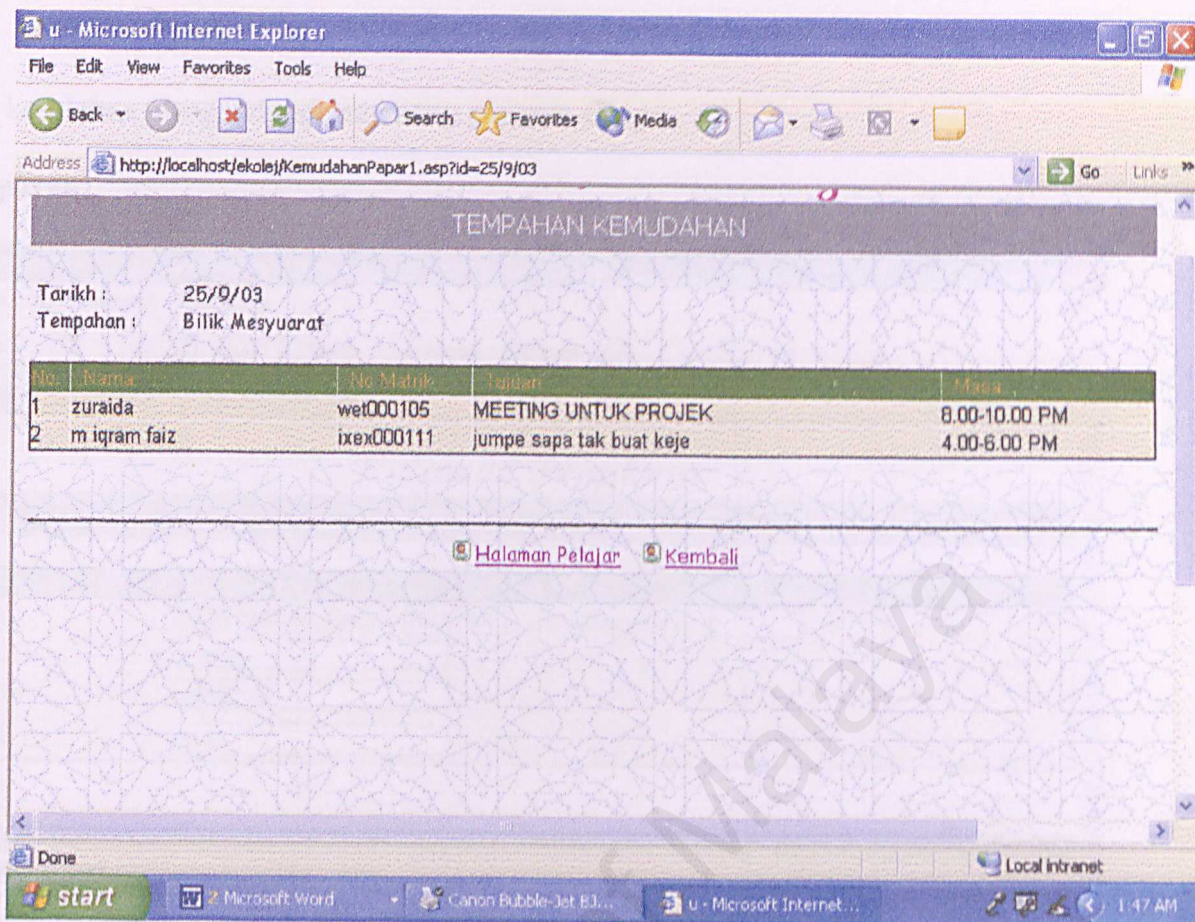 u - Microsoft Internet Explorer
File Edit View Favorites Tools Help
Back Search Favorites Media
Address http://localhost/ekolej/KemudahanPapar1.asp?id=25/9/03 Go Links »
TEMPAHAN KEMUDAHAN
Tarikh : 25/9/03
Tempahan : Bilik Mesyuarat
No. Nama No Matrik Tujuan Masa
1 zuraida wet000105 MEETING UNTUK PROJEK 8.00-10.00 PM
2 m iqram faiz ixex000111 jumpe sapa tak buat keje 4.00-6.00 PM
Halaman Pelajar Kembali
Malaya
Done Local intranet
start 2 Microsoft Word Canon Bubble-Jet BJ... u - Microsoft Internet... 1:47 AM